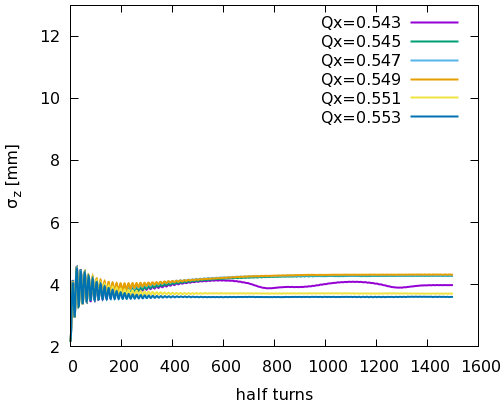 12
10
8
6
4
2
σz [mm]
Qx=0.543
Qx=0.545
Qx=0.547
Qx=0.549
Qx=0.551
Qx=0.553
0 200 400 600 800 1000 1200 1400 1600
half turns